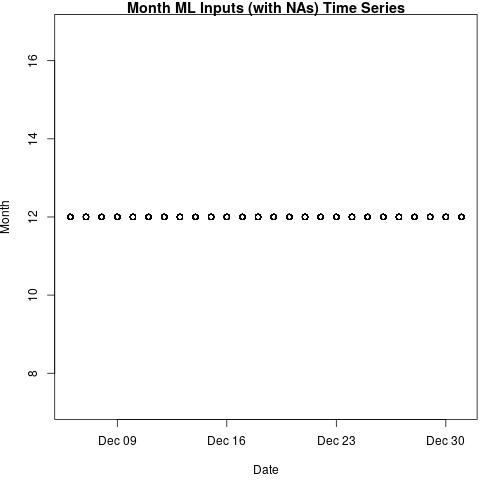 Month ML Inputs (with NAs) Time Series
16
14
12
10
8
Month
Dec 09 Dec 16 Dec 23 Dec 30
Date